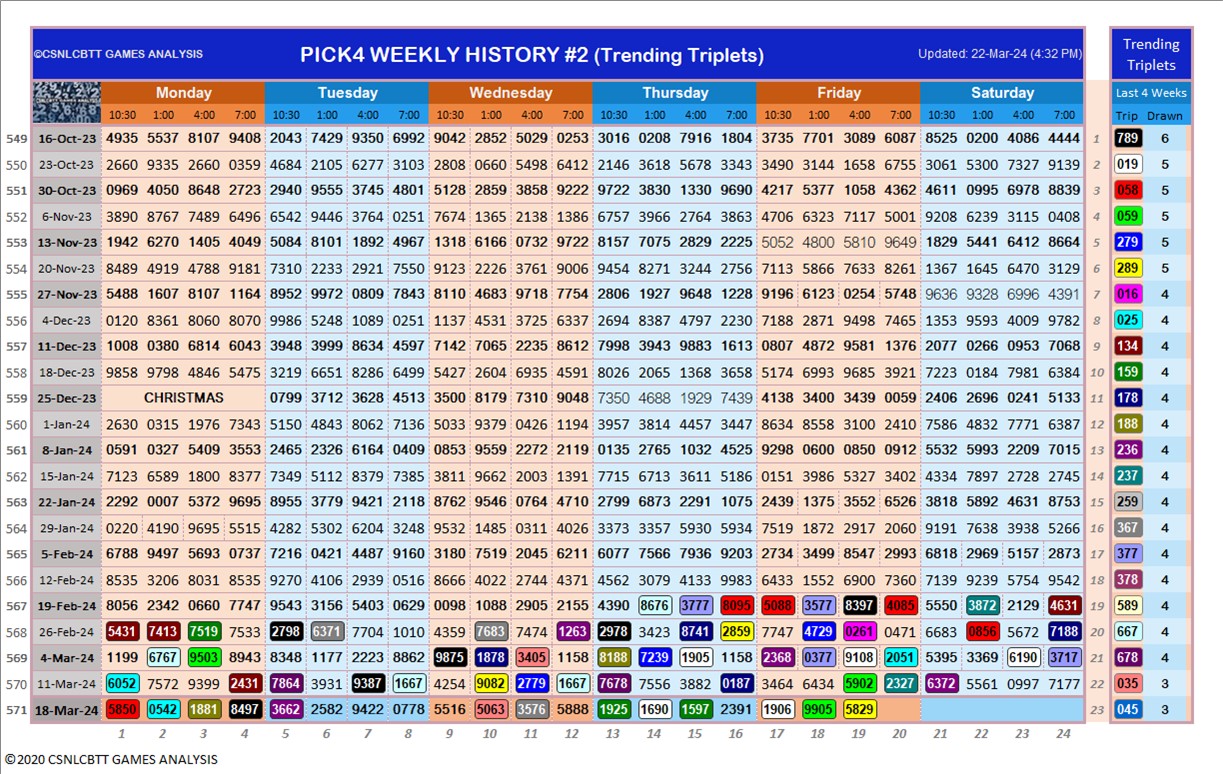 ©CSNLCBTT GAMES ANALYSIS PICK4 WEEKLY HISTORY #2 (Trending Triplets) Updated: 22-Mar-24 (4:32 PM) Trending Triplets
Monday Tuesday Wednesday Thursday Friday Saturday Last 4 Weeks
10:30 1:00 4:00 7:00 10:30 1:00 4:00 7:00 10:30 1:00 4:00 7:00 10:30 1:00 4:00 7:00 10:30 1:00 4:00 7:00 10:30 1:00 4:00 7:00 Trip Drawn
549 16-Oct-23 4935 5537 8107 9408 2043 7429 9350 6992 9042 2852 5029 0253 3016 0208 7916 1804 3735 7701 3089 6087 8525 0200 4086 4444 1 789 6
550 23-Oct-23 2660 9335 2660 0359 4684 2105 6277 3103 2808 0660 5498 6412 2146 3618 5678 3343 3490 3144 1658 6755 3061 5300 7327 9139 2 019 5
551 30-Oct-23 0969 4050 8648 2723 2940 9555 3745 4801 5128 2859 3858 9222 9722 3830 1330 9690 4217 5377 1058 4362 4611 0995 6978 8839 3 058 5
552 6-Nov-23 3890 8767 7489 6496 6542 9446 3764 0251 7674 1365 2138 1386 6757 3966 2764 3863 4706 6323 7117 5001 9208 6239 3115 0408 4 059 5
553 13-Nov-23 1942 6270 1405 4049 5084 8101 1892 4967 1318 6166 0732 9722 8157 7075 2829 2225 5052 4800 5810 9649 1829 5441 6412 8664 5 279 5
554 20-Nov-23 8489 4919 4788 9181 7310 2233 2921 7550 9123 2226 3761 9006 9454 8271 3244 2756 7113 5866 7633 8261 1367 1645 6470 3129 6 289 5
555 27-Nov-23 5488 1607 8107 1164 8952 9972 0809 7843 8110 4683 9718 7754 2806 1927 9648 1228 9196 6123 0254 5748 9636 9328 6996 4391 7 016 4
556 4-Dec-23 0120 8361 8060 8070 9986 5248 1089 0251 1137 4531 3725 6337 2694 8387 4797 2230 7188 2871 9498 7465 1353 9593 4009 9782 8 025 4
557 11-Dec-23 1008 0380 6814 6043 3948 3999 8634 4597 7142 7065 2235 8612 7998 3943 9883 1613 0807 4872 9581 1376 2077 0266 0953 7068 9 134 4
558 18-Dec-23 9858 9798 4846 5475 3219 6651 8286 6499 5427 2604 6935 4591 8026 2065 1368 3658 5174 6993 9685 3921 7223 0184 7981 6384 10 159 4
559 25-Dec-23 CHRISTMAS 0799 3712 3628 4513 3500 8179 7310 9048 7350 4688 1929 7439 4138 3400 3439 0059 2406 2696 0241 5133 11 178 4
560 1-Jan-24 2630 0315 1976 7343 5150 4843 8062 7136 5033 9379 0426 1194 3957 3814 4457 3447 8634 8558 3100 2410 7586 4832 7771 6387 12 188 4
561 8-Jan-24 0591 0327 5409 3553 2465 2326 6164 0409 0853 9559 2272 2119 0135 2765 1032 4525 9298 0600 0850 0912 5532 5993 2209 7015 13 236 4
562 15-Jan-24 7123 6589 1800 8377 7349 5112 8379 7382 9811 9662 2003 1391 7715 6713 3611 5186 0151 3986 5327 3402 4334 7897 2728 2745 14 237 4
563 22-Jan-24 2292 0007 5372 9695 8955 3779 9421 2118 8762 9546 0764 4710 2799 6873 2291 1075 2439 1375 3552 6526 3818 5892 4631 8753 15 259 4
564 29-Jan-24 0220 4190 9695 5515 4282 5302 6204 3248 9532 1485 0311 4026 3373 3357 5930 5934 7519 1872 2917 2060 9191 7638 3938 5266 16 367 4
565 5-Feb-24 6788 9497 5693 0737 7216 0421 4487 9160 3180 7519 2045 6211 6077 7566 7936 9203 2734 3499 8547 2993 6818 2969 5157 2873 17 377 4
566 12-Feb-24 8535 3206 8031 8535 9270 4106 2939 0516 8666 4022 2744 4371 4562 3079 4133 9983 6433 1552 6900 7360 7139 9239 5754 9542 18 378 4
567 19-Feb-24 8056 2342 0660 7747 9543 3156 5403 0629 0098 1088 2905 2155 4390 8676 3777 8095 5088 3577 8397 4085 5550 3872 2129 4631 19 589 4
568 26-Feb-24 5431 7413 7519 7533 2798 6371 7704 1010 4359 7683 7474 1263 2978 3423 8741 2859 7747 4729 0261 0471 6683 0856 5672 7188 20 667 4
569 4-Mar-24 1199 6767 9503 8943 8348 1177 2223 8862 9875 1878 3405 1158 8188 7239 1905 1158 2368 0377 9108 2051 5395 3369 6190 3717 21 678 4
570 11-Mar-24 6052 7572 9399 2431 7864 3931 9387 1667 4254 9082 2779 1667 7678 7556 3882 0187 3464 6434 5902 2327 6372 5561 0997 7177 22 035 3
571 18-Mar-24 5850 0542 1881 8497 3662 2582 9422 0778 5516 5063 3576 5888 1925 1690 1597 2391 1906 9905 5829 23 045 3
1 2 3 4 5 6 7 8 9 10 11 12 13 14 15 16 17 18 19 20 21 22 23 24
©2020 CSNLCBTT GAMES ANALYSIS